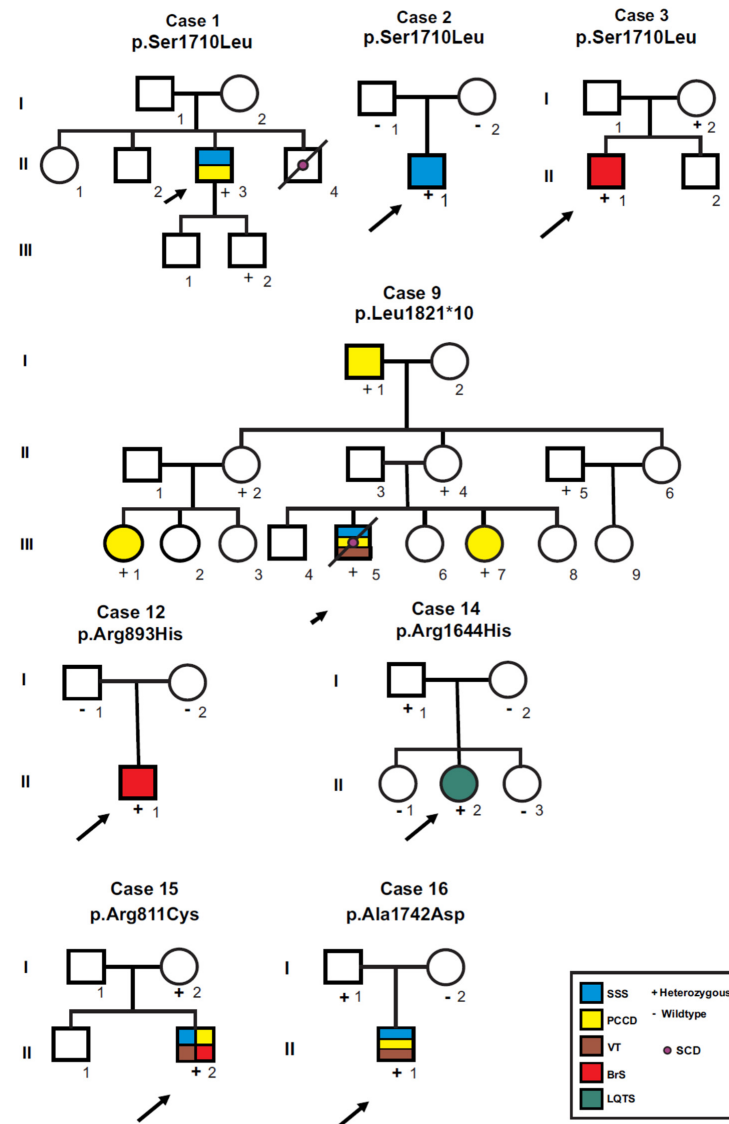 Case 1
p.Ser1710Leu
Case 2
p.Ser1710Leu
Case 3
p.Ser1710Leu
I
1 2
- 1 - 2
I
1 + 2
II
1 2 + 3 4
+ 1
II
+ 1 2
III
1 + 2
Case 9
p.Leu1821*10
I
+ 1 2
II
1 + 2 3 + 4 + 5 6
III
+ 1 2 3 4 + 5 6 + 7 8 9
Case 12
p.Arg893His
Case 14
p.Arg1644His
I
- 1 - 2
I
+ 1 - 2
II
+ 1
II
- 1 + 2 - 3
Case 15
p.Arg811Cys
Case 16
p.Ala1742Asp
I
1 + 2
I
+ 1 - 2
II
1 + 2
II
+ 1
SSS + Heterozygous
PCCD - Wildtype
VT SCD
BrS
LQTS